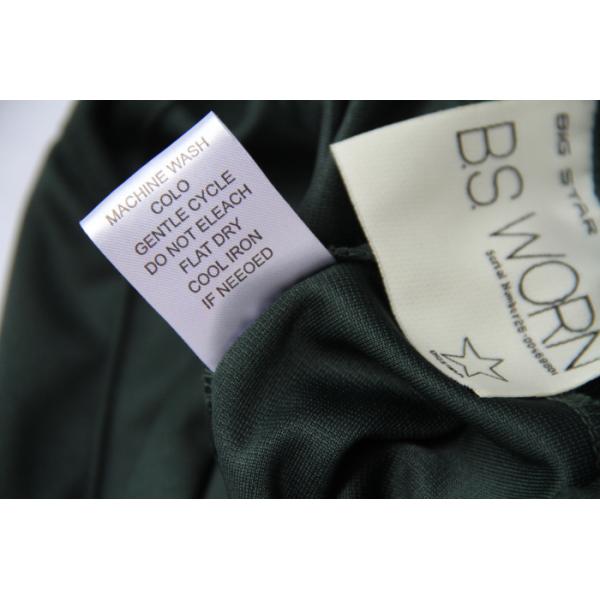 MACHINE WASH
COLO
GENTLE CYCLE
DO NOT ELEACH
FLAT DRY
COOL IRON
IF NEEOED
BIG STAR
B.S. WORN